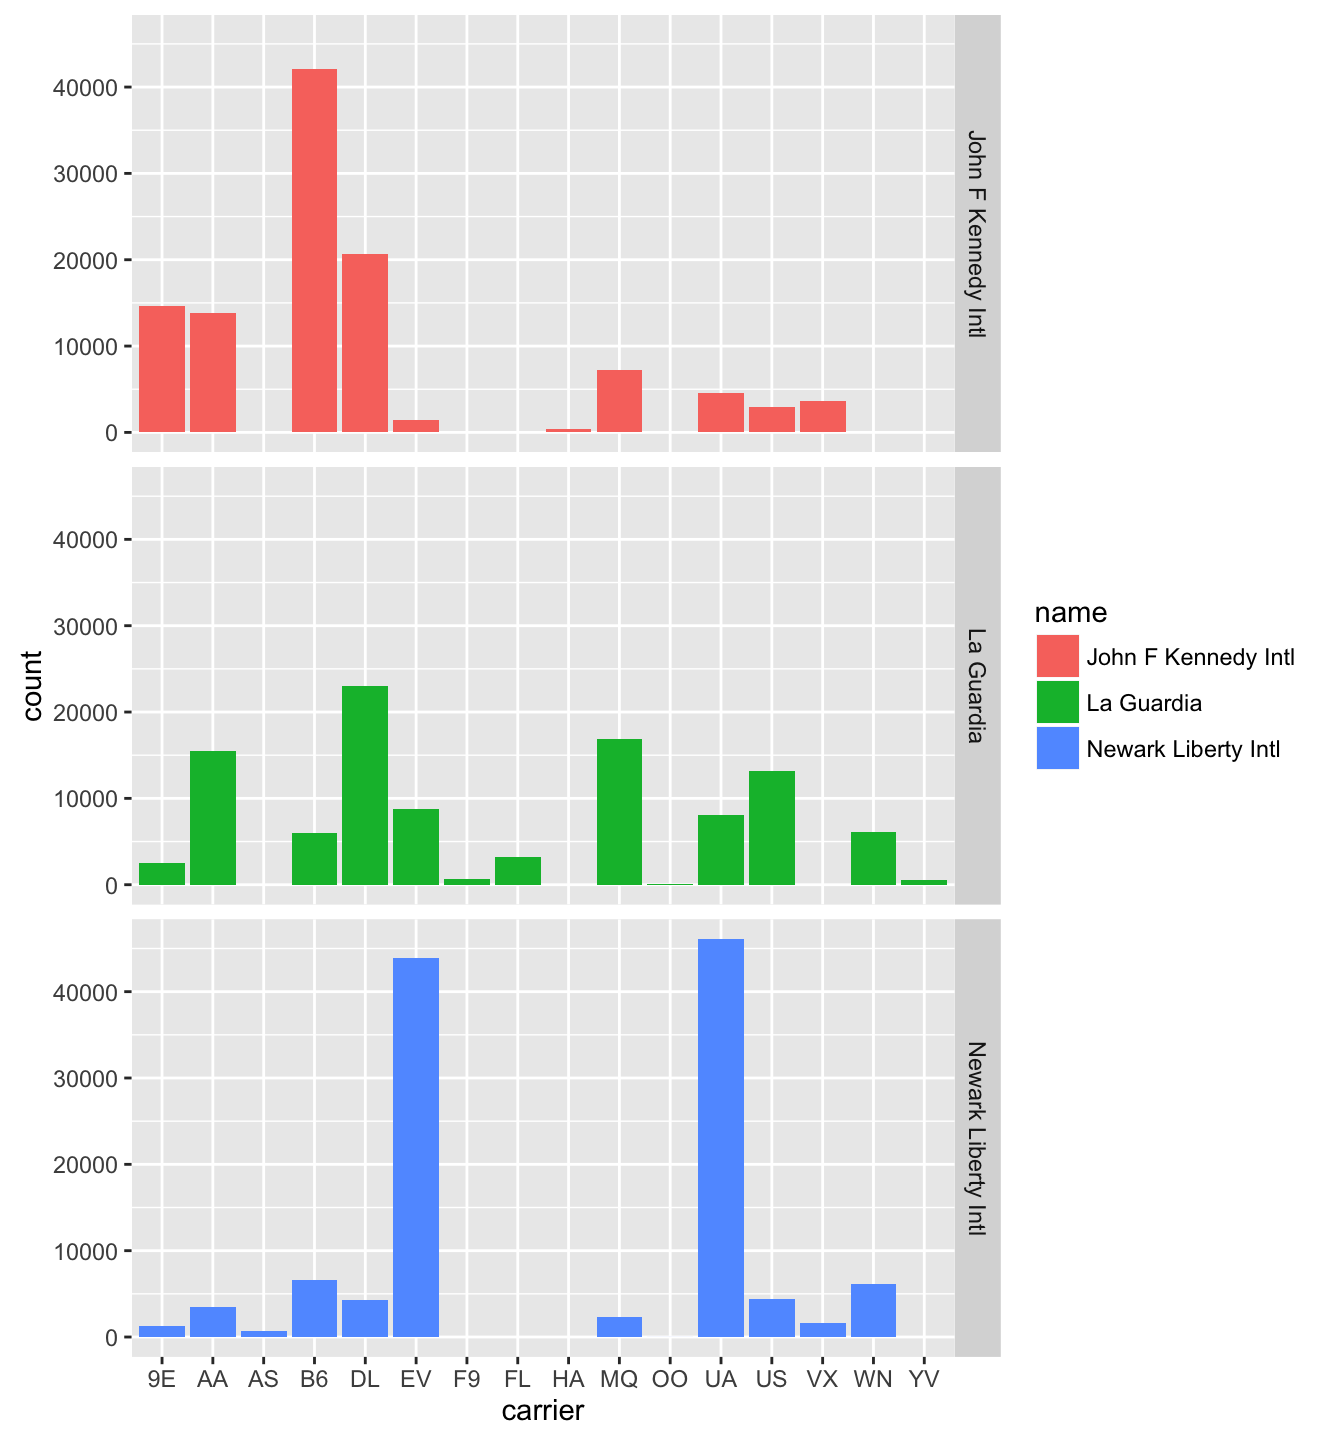 40000
30000
20000
10000
0
John F Kennedy Intl
40000
30000
20000
10000
0
La Guardia
40000
30000
20000
10000
0
Newark Liberty Intl
count
9E AA AS B6 DL EV F9 FL HA MQ OO UA US VX WN YV
carrier
name
John F Kennedy Intl
La Guardia
Newark Liberty Intl